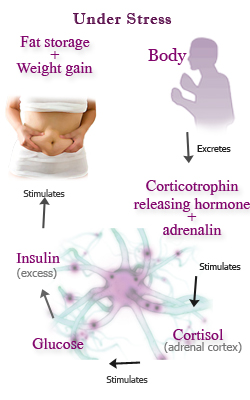 Under Stress
Fat storage
+
Weight gain
Body
Excretes
Corticotrophin
releasing hormone
+
adrenalin
Stimulates
Cortisol
(adrenal cortex)
Stimulates
Glucose
Insulin
(excess)
Stimulates